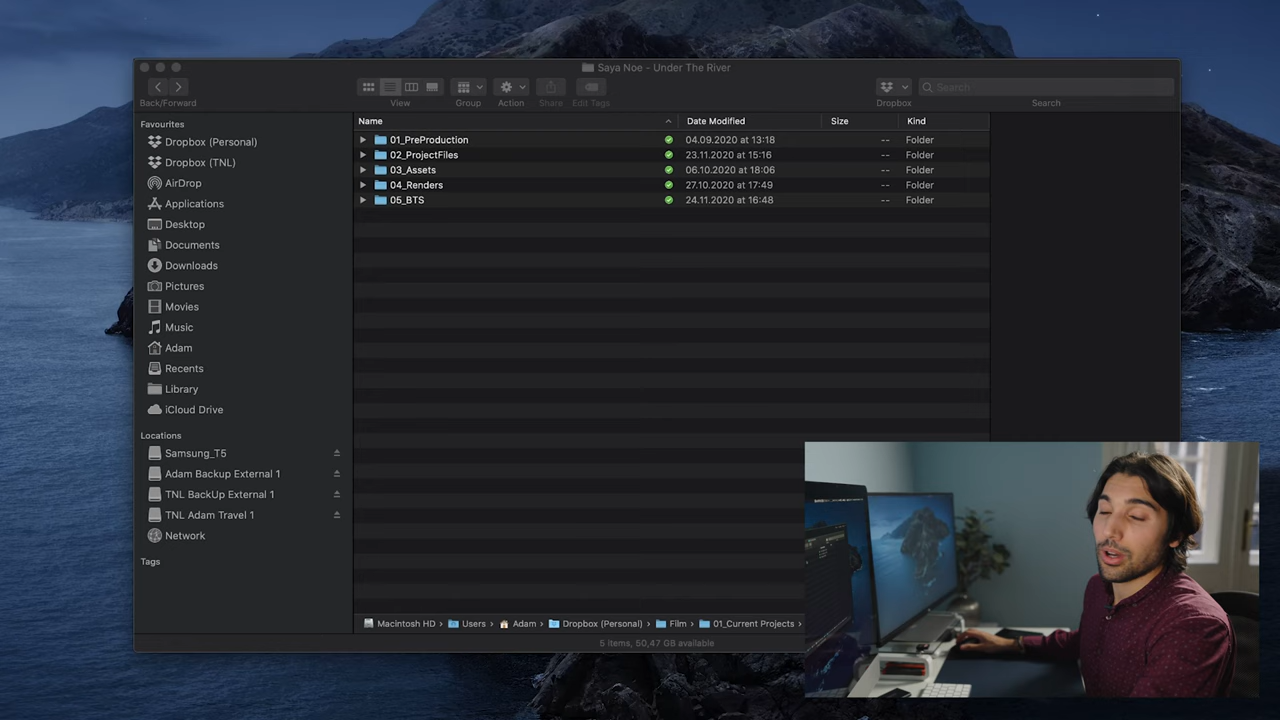 Saya Noe - Under The River
Back/Forward
View
Group
Action
Share
Edit Tags
Dropbox
Search
Search
Favourites
Dropbox (Personal)
Dropbox (TNL)
AirDrop
Applications
Desktop
Documents
Downloads
Pictures
Movies
Music
Adam
Recents
Library
iCloud Drive
Locations
Samsung_T5
Adam Backup External 1
TNL BackUp External 1
TNL Adam Travel 1
Network
Tags
Name Date Modified Size Kind
01_PreProduction 04.09.2020 at 13:18 -- Folder
02_ProjectFiles 23.11.2020 at 15:16 -- Folder
03_Assets 06.10.2020 at 18:06 -- Folder
04_Renders 27.10.2020 at 17:49 -- Folder
05_BTS 24.11.2020 at 16:48 -- Folder
Macintosh HD › Users › Adam › Dropbox (Personal) › Film › 01_Current Projects ›
5 items, 50,47 GB available